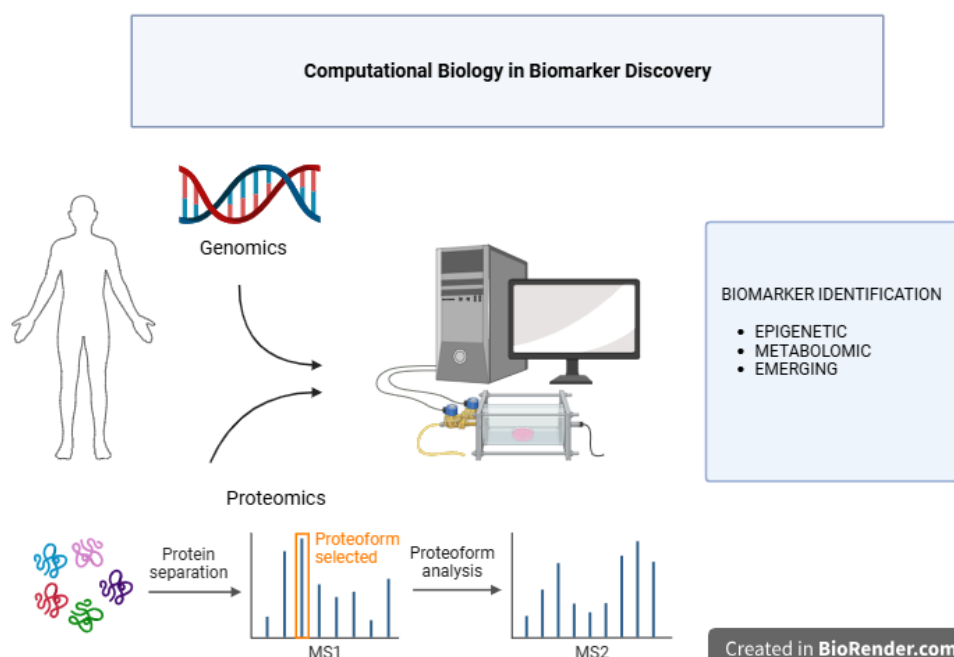 Computational Biology in Biomarker Discovery
Genomics
BIOMARKER IDENTIFICATION
• EPIGENETIC
• METABOLOMIC
• EMERGING
Proteomics
Protein
separation
Proteoform
selected
Proteoform
analysis
MS1
MS2
Created in BioRender.com